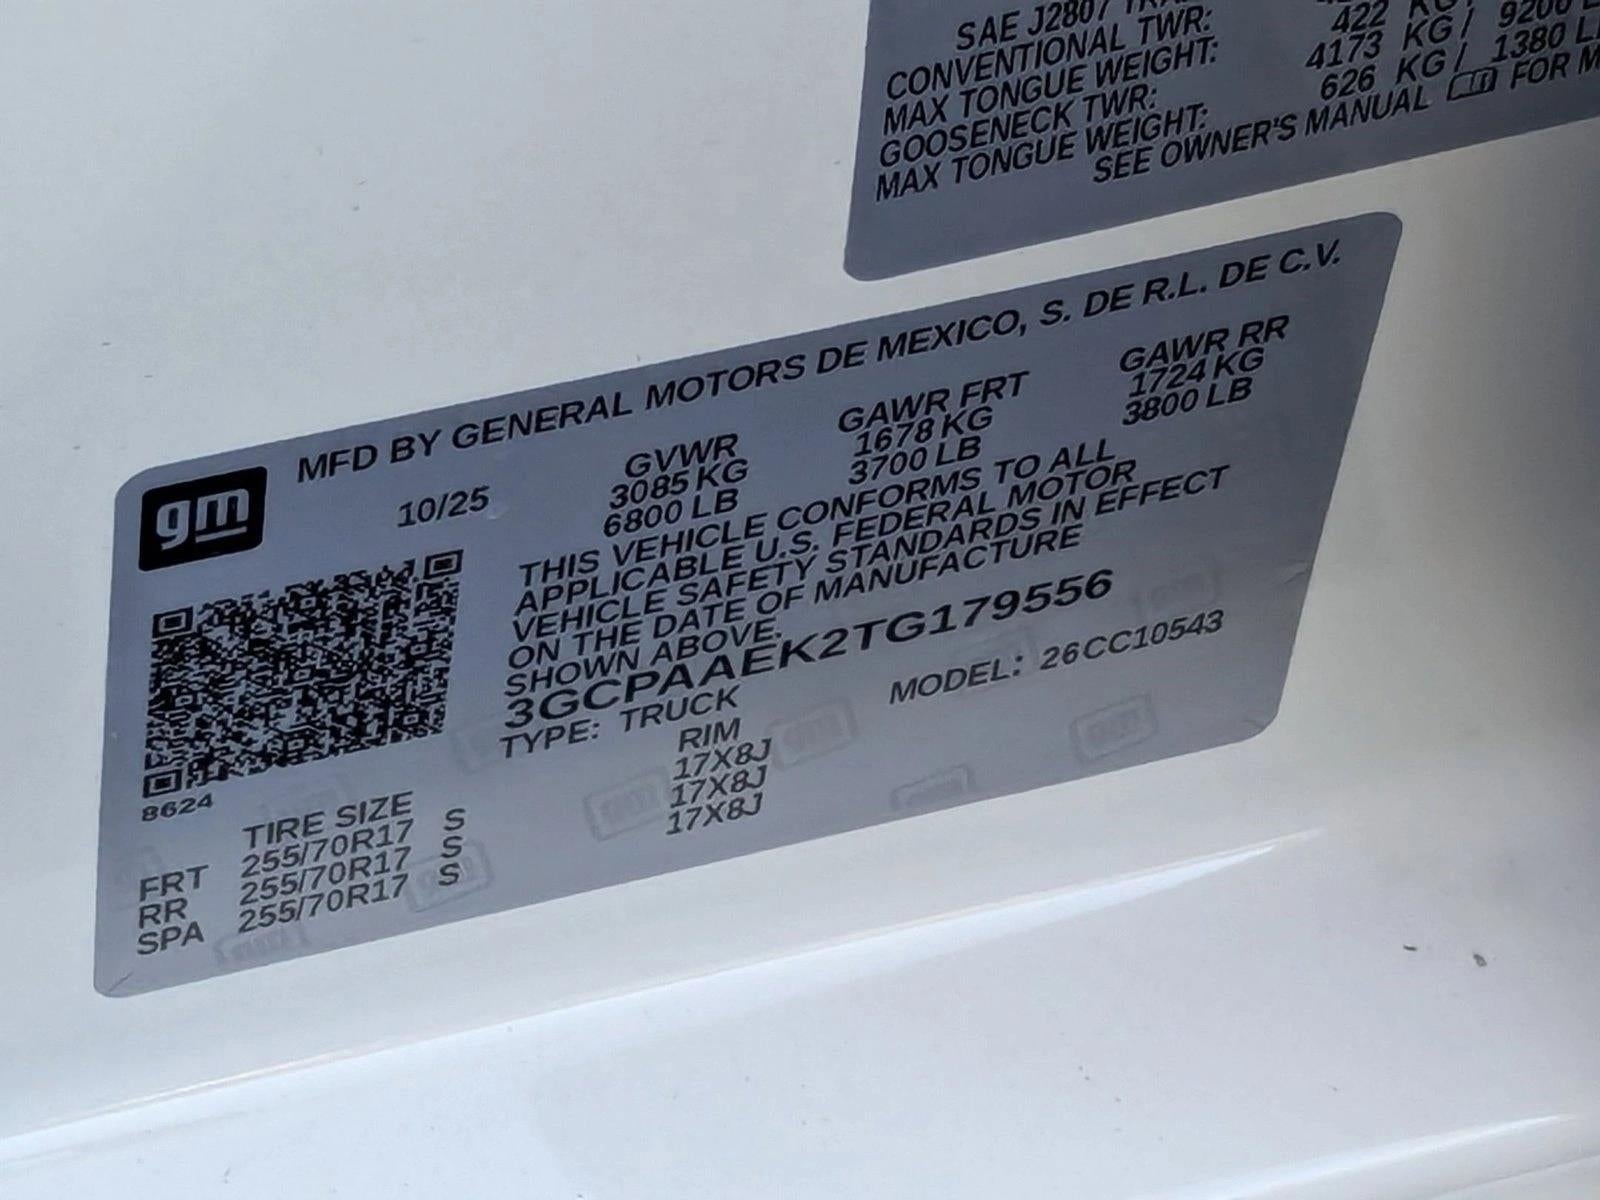 SAE J2807
CONVENTIONAL TWR:
MAX TONGUE WEIGHT: 422 KG/ 9200
GOOSENECK TWR: 4173 KG/ 1380
MAX TONGUE WEIGHT: 626 KG/
SEE OWNER'S MANUAL FOR
MFD BY GENERAL MOTORS DE MEXICO, S. DE R.L. DE C.V.
gm
10/25
GVWR GAWR FRT GAWR RR
3085 KG 1678 KG 1724 KG
6800 LB 3700 LB 3800 LB
THIS VEHICLE CONFORMS TO ALL
APPLICABLE U.S. FEDERAL MOTOR
VEHICLE SAFETY STANDARDS IN EFFECT
ON THE DATE OF MANUFACTURE
SHOWN ABOVE.
3GCPAAEK2TG179556
TYPE: TRUCK MODEL: 26CC10543
8624
TIRE SIZE RIM
FRT 255/70R17 S 17X8J
RR 255/70R17 S 17X8J
SPA 255/70R17 S 17X8J